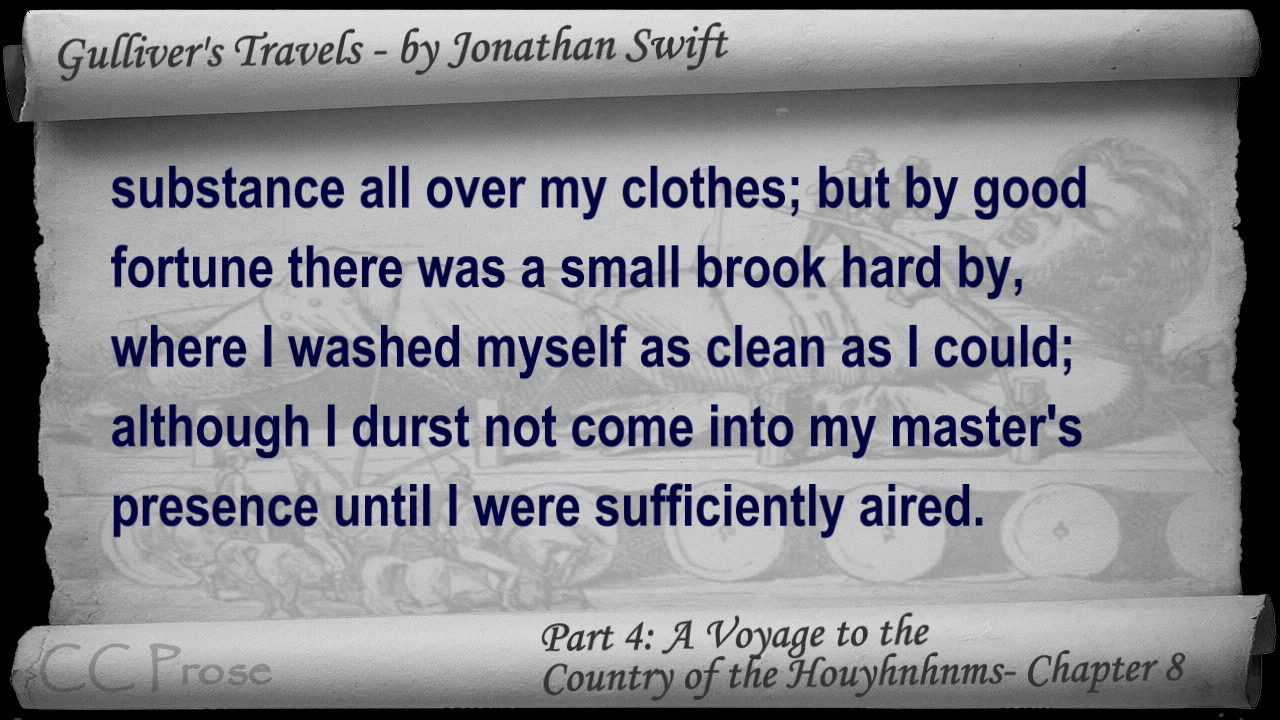 Gulliver's Travels - by Jonathan Swift
substance all over my clothes; but by good
fortune there was a small brook hard by,
where I washed myself as clean as I could;
although I durst not come into my master's
presence until I were sufficiently aired.
CC Prose
Part 4: A Voyage to the
Country of the Houyhnhnms- Chapter 8